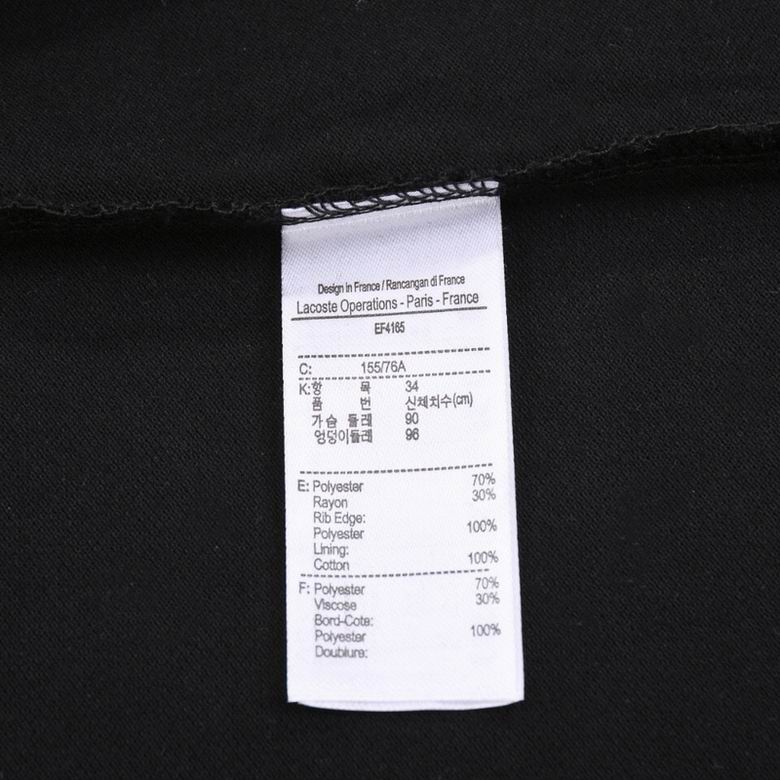 Design in France / Rancangan di France
Lacoste Operations - Paris - France
EF4165
C: 155/76A
K: 항 목 34
품 번 신체치수(cm)
가슴 둘레 90
엉덩이둘레 96
E: Polyester 70%
Rayon 30%
Rib Edge:
Polyester 100%
Lining:
Cotton 100%
F: Polyester 70%
Viscose 30%
Bord-Cote:
Polyester 100%
Doublure: